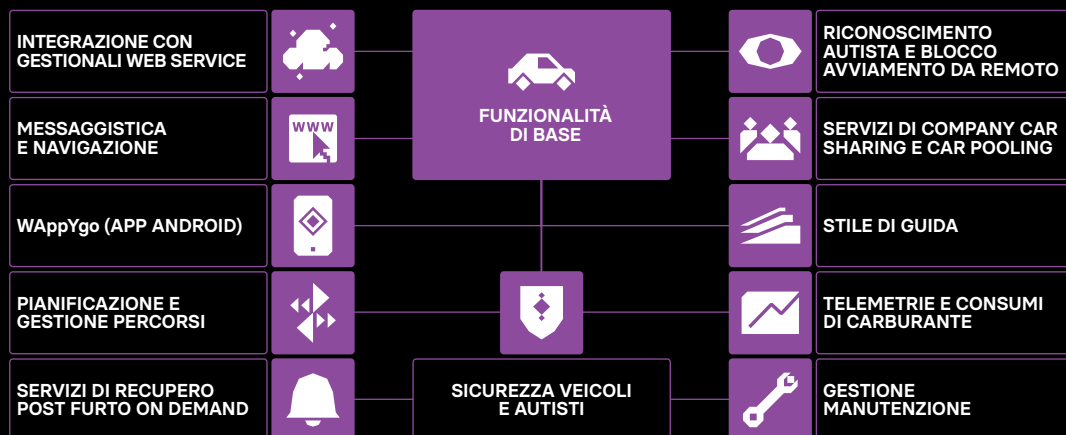 INTEGRAZIONE CON
GESTIONALI WEB SERVICE
MESSAGGISTICA
E NAVIGAZIONE
WWW
WAppYgo (APP ANDROID)
PIANIFICAZIONE E
GESTIONE PERCORSI
SERVIZI DI RECUPERO
POST FURTO ON DEMAND
FUNZIONALITÀ
DI BASE
SICUREZZA VEICOLI
E AUTISTI
RICONOSCIMENTO
AUTISTA E BLOCCO
AVVIAMENTO DA REMOTO
SERVIZI DI COMPANY CAR
SHARING E CAR POOLING
STILE DI GUIDA
TELEMETRIE E CONSUMI
DI CARBURANTE
GESTIONE
MANUTENZIONE